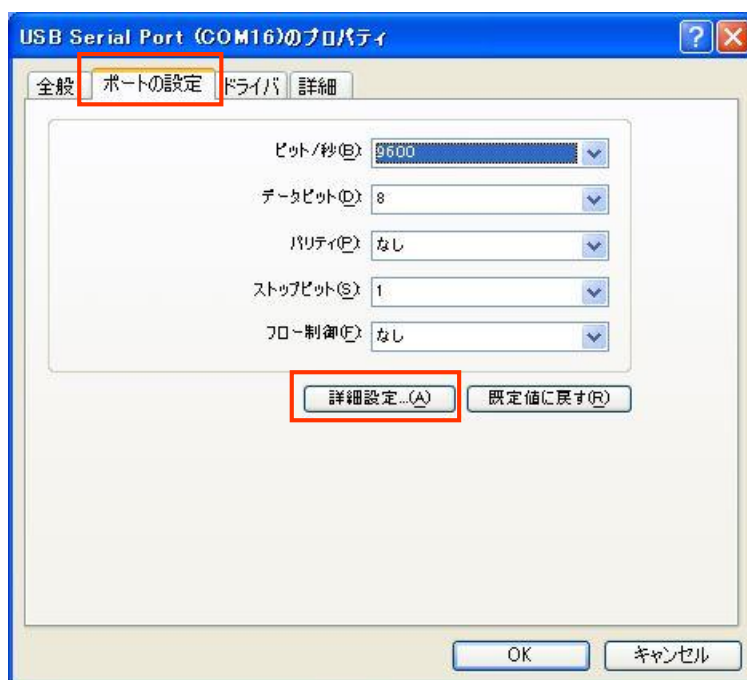 USB Serial Port (COM16)のプロパティ
全般 ポートの設定 ドライバ 詳細
ビット/秒(B): 9600
データビット(D): 8
パリティ(P): なし
ストップビット(S): 1
フロー制御(F): なし
詳細設定...(A) 既定値に戻す(R)
OK キャンセル